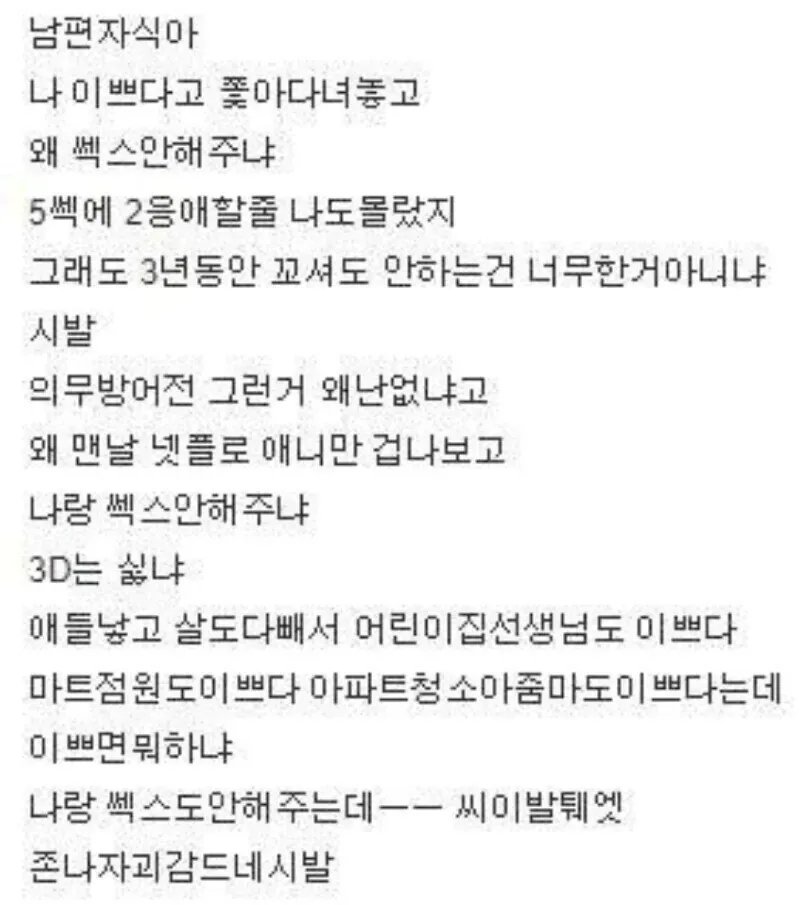 남편자식아
나 이쁘다고 쫓아다녀놓고
왜 쎅스안해주냐
5쎅에 2응애할줄 나도몰랐지
그래도 3년동안 꼬셔도 안하는건 너무한거아니냐
시발
의무방어전 그런거 왜난없냐고
왜 맨날 넷플로 애니만 겁나보고
나랑 쎅스안해주냐
3D는 싫냐
애들낳고 살도다빼서 어린이집선생님도 이쁘다
마트점원도이쁘다 아파트청소아줌마도이쁘다는데
이쁘면뭐하냐
나랑 쎅스도안해주는데ㅡㅡ 씨이발퉤엣
존나자괴감드네시발